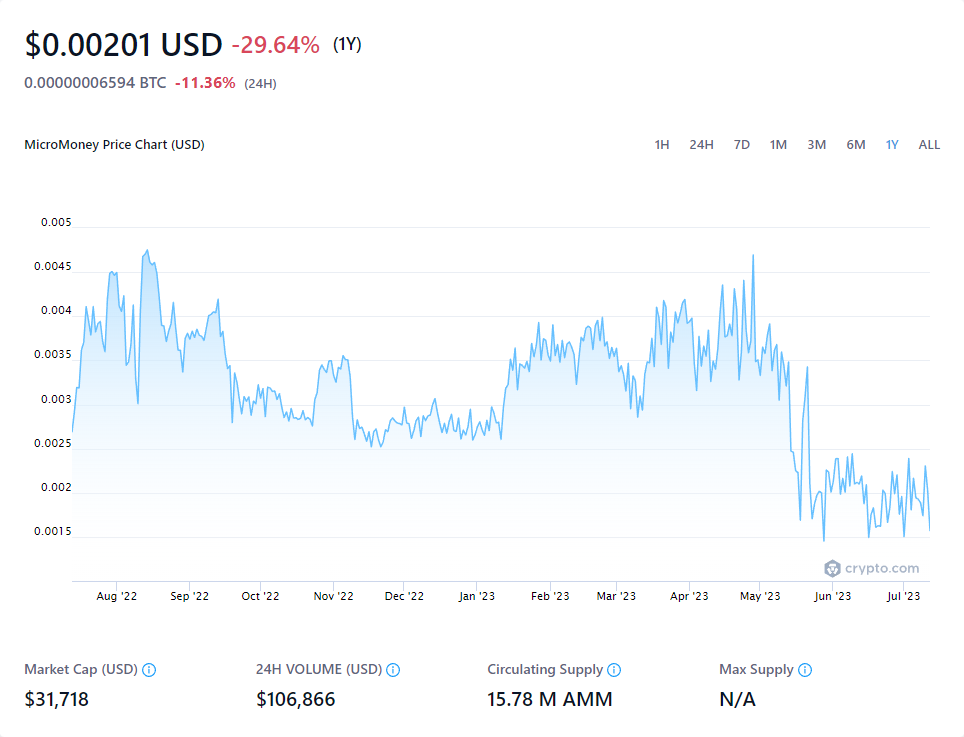 $0.00201 USD -29.64% (1Y)
0.00000006594 BTC -11.36% (24H)
MicroMoney Price Chart (USD) 1H 24H 7D 1M 3M 6M 1Y ALL
0.005
0.0045
0.004
0.0035
0.003
0.0025
0.002
0.0015
crypto.com
Aug '22 Sep '22 Oct '22 Nov '22 Dec '22 Jan '23 Feb '23 Mar '23 Apr '23 May '23 Jun '23 Jul '23
Market Cap (USD) 24H VOLUME (USD) Circulating Supply Max Supply
$31,718 $106,866 15.78 M AMM N/A